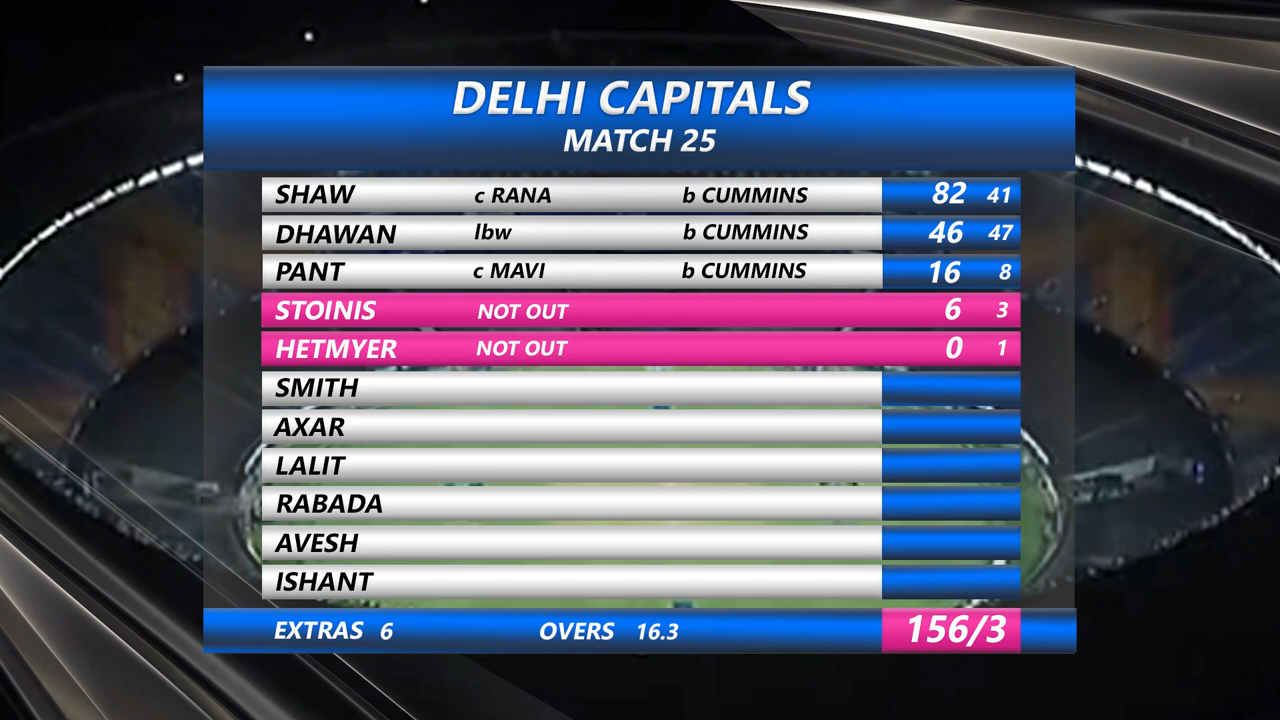 DELHI CAPITALS
MATCH 25
SHAW c RANA b CUMMINS 82 41
DHAWAN lbw b CUMMINS 46 47
PANT c MAVI b CUMMINS 16 8
STOINIS NOT OUT 6 3
HETMYER NOT OUT 0 1
SMITH
AXAR
LALIT
RABADA
AVESH
ISHANT
EXTRAS 6 OVERS 16.3 156/3